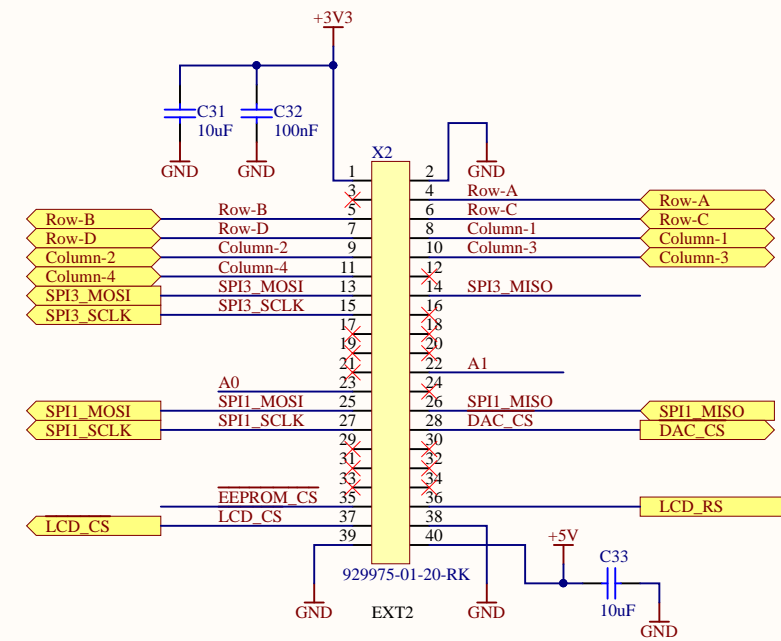 +3V3
C31
10uF
C32
100nF
GND
GND
GND
X2
1
2
3
4
Row-A
Row-A
Row-B
Row-B
5
6
Row-C
Row-C
Row-D
Row-D
7
8
Column-1
Column-1
Column-2
Column-2
9
10
Column-3
Column-3
Column-4
Column-4
11
12
SPI3_MOSI
SPI3_MOSI
13
14
SPI3_MISO
SPI3_SCLK
SPI3_SCLK
15
16
17
18
19
20
21
22
A1
A0
23
24
SPI1_MOSI
SPI1_MOSI
25
26
SPI1_MISO
SPI1_MISO
SPI1_SCLK
SPI1_SCLK
27
28
DAC_CS
DAC_CS
29
30
31
32
33
34
EEPROM_CS
35
36
LCD_RS
LCD_CS
LCD_CS
37
38
39
40
+5V
C33
10uF
929975-01-20-RK
GND
EXT2
GND
GND